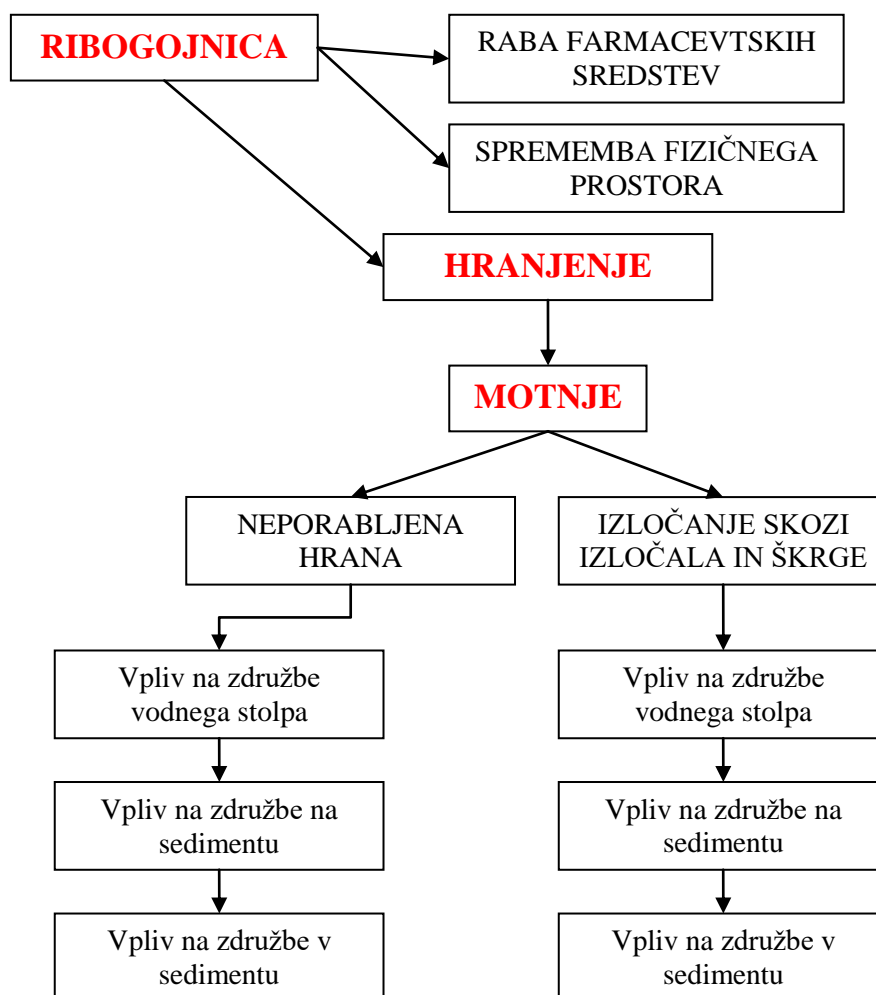 RIBOGOJNICA
RABA FARMACEVTSKIH
SREDSTEV
SPREMEMBA FIZIČNEGA
PROSTORA
HRANJENJE
MOTNJE
NEPORABLJENA
HRANA
IZLOČANJE SKOZI
IZLOČALA IN ŠKRGE
Vpliv na združbe
vodnega stolpa
Vpliv na združbe
vodnega stolpa
Vpliv na združbe na
sedimentu
Vpliv na združbe na
sedimentu
Vpliv na združbe v
sedimentu
Vpliv na združbe v
sedimentu